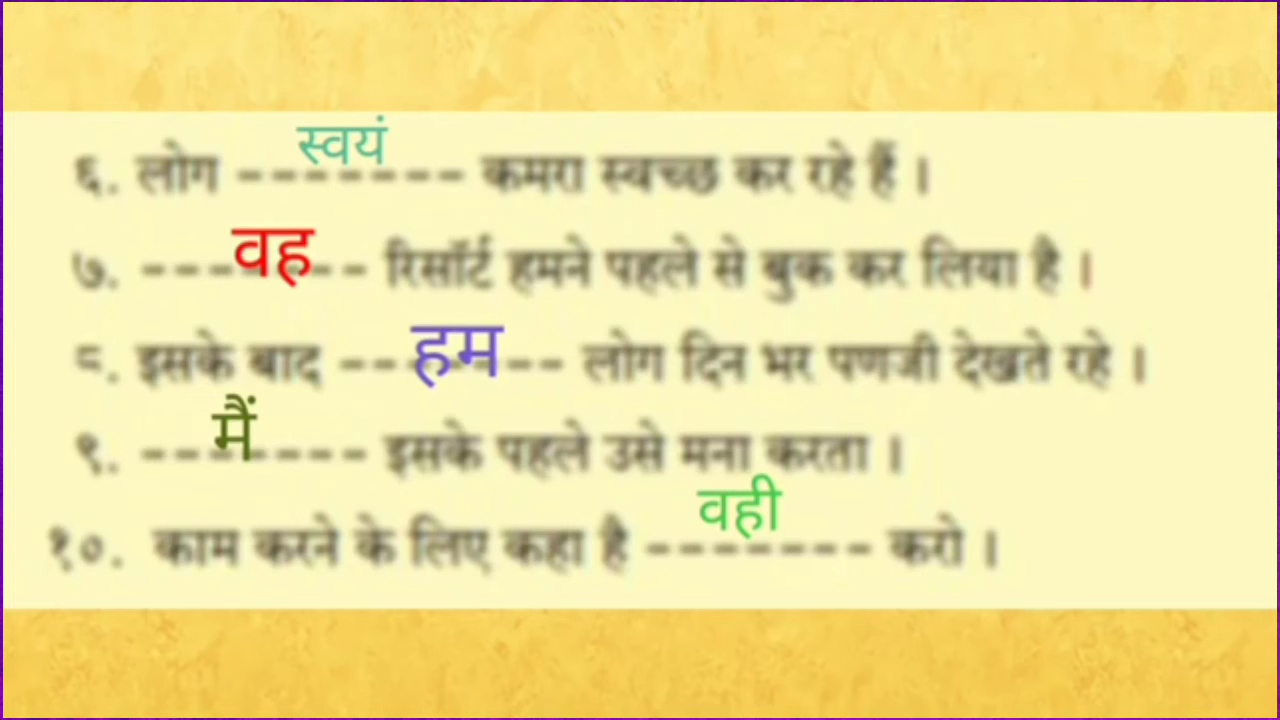 ६. लोग ------- स्वयं कमरा स्वच्छ कर रहे हैं ।
७. ------- वह रिसॉर्ट हमने पहले से बुक कर लिया है ।
८. इसके बाद ------- हम लोग दिन भर पणजी देखते रहे ।
९. ------- मैं इसके पहले उसे मना करता ।
१०. काम करने के लिए कहा है ------- वही करो ।